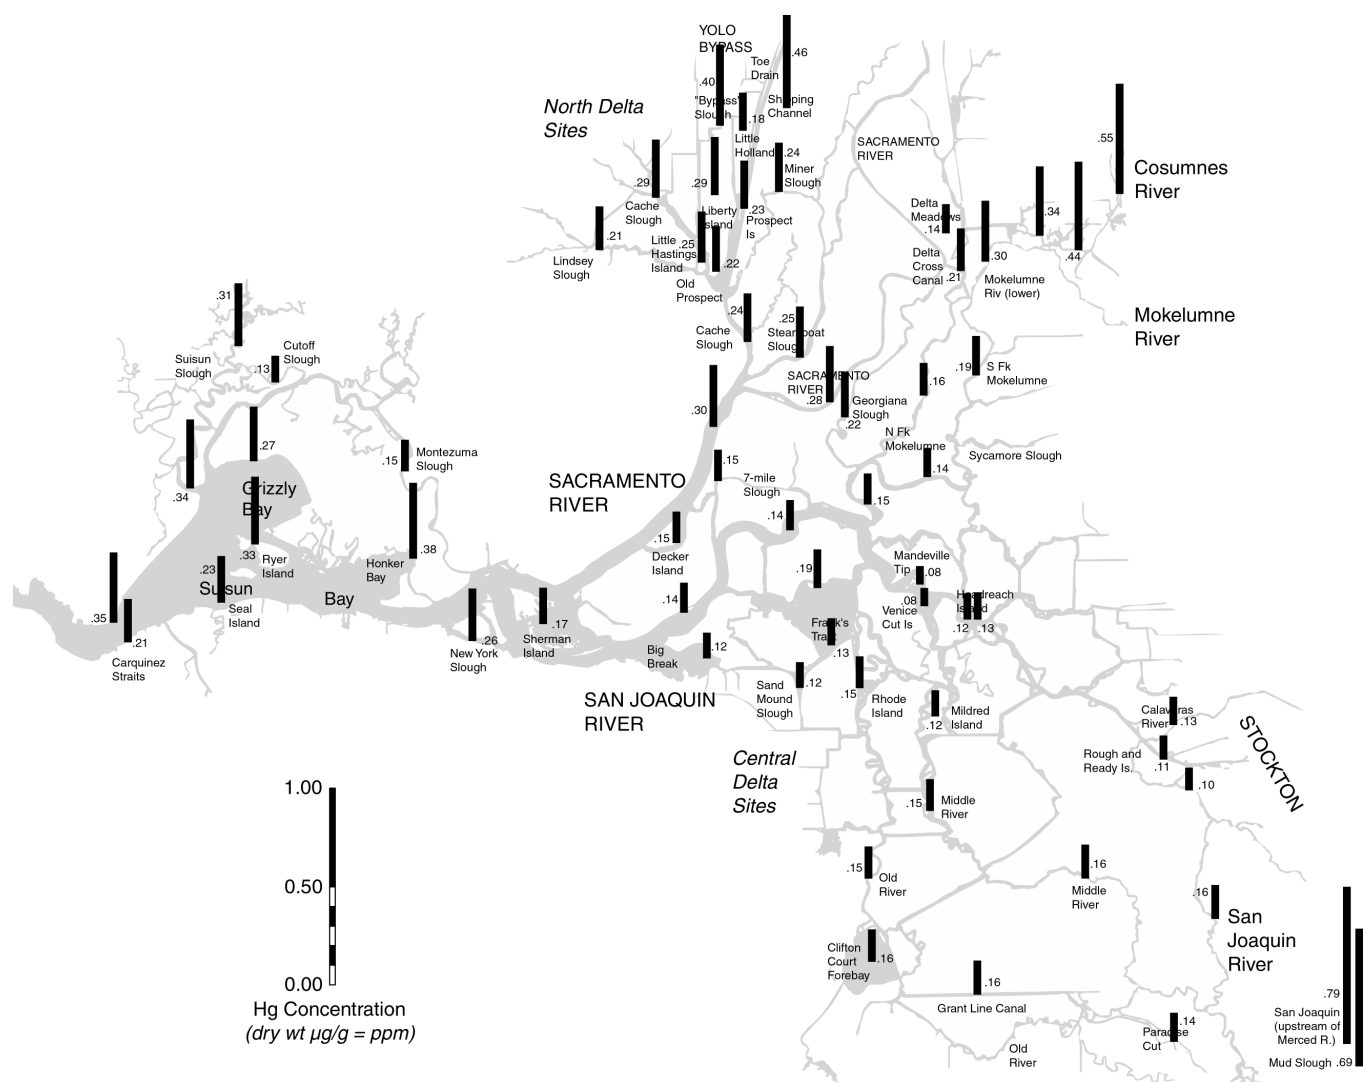 YOLO
BYPASS
.46
Toe
Drain
.40
"Bypass"
Slough
Shipping
Channel
North Delta
Sites
.18
Little
Holland
.24
Miner
Slough
SACRAMENTO
RIVER
.55
Cosumnes
River
.29
Cache
Slough
.29
Liberty
Island
.23
Prospect
Is
Delta
Meadows
.14
.34
.21
Lindsey
Slough
Little
Hastings
Island
.25
.22
Old
Prospect
Delta
Cross
Canal
.21
.30
.44
Mokelumne
Riv (lower)
.31
.24
Cache
Slough
.25
Steamboat
Slough
Mokelumne
River
Suisun
Slough
Cutoff
Slough
.13
SACRAMENTO
RIVER
.28
.16
.19
S Fk
Mokelumne
.30
Georgiana
Slough
.22
N Fk
Mokelumne
.14
Sycamore Slough
.27
.15
Montezuma
Slough
.15
.34
Grizzly
Bay
SACRAMENTO
RIVER
7-mile
Slough
.14
.15
.33
Ryer
Island
.38
Honker
Bay
.15
Decker
Island
.19
Mandeville
Tip
.08
.23
Suisun
Bay
Seal
Island
.14
.08
Venice
Cut Is
Headreach
Island
.12
.13
.35
.21
Carquinez
Straits
.26
New York
Slough
.17
Sherman
Island
Big
Break
.12
Frank's
Tract
.13
SAN JOAQUIN
RIVER
Sand
Mound
Slough
.12
.15
Rhode
Island
.12
Mildred
Island
Calaveras
River
.13
Rough and
Ready Is.
.11
.10
STOCKTON
Central
Delta
Sites
.15
Middle
River
.15
Old
River
.16
Middle
River
.16
San
Joaquin
River
1.00
0.50
0.00
Hg Concentration
(dry wt µg/g = ppm)
Clifton
Court
Forebay
.16
.16
Grant Line Canal
.14
Paradise
Cut
Old
River
.79
San Joaquin
(upstream of
Merced R.)
Mud Slough .69